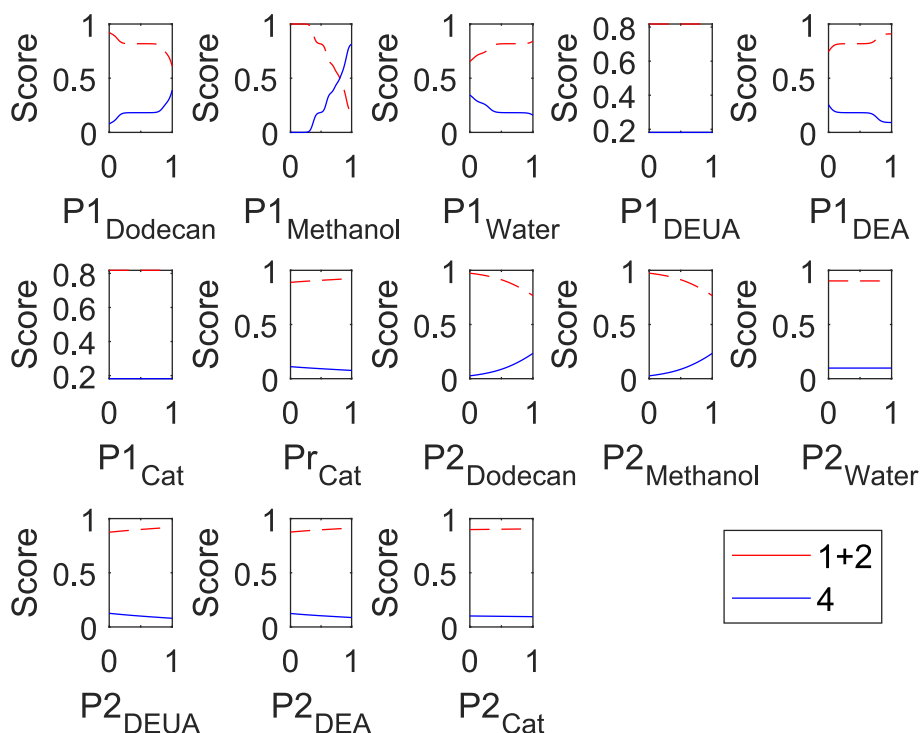 1 1 1 0.8 1
Score Score Score Score Score
0.5 0.5 0.5 0.6 0.5
0.4
0 0 0 0.2 0
0 1 0 1 0 1 0 1 0 1
P1Dodecan P1Methanol P1Water P1DEUA P1DEA
0.8 1 1 1 1
Score Score Score Score Score
0.6 0.5 0.5 0.5 0.5
0.4
0.2 0 0 0 0
0 1 0 1 0 1 0 1 0 1
P1Cat PrCat P2Dodecan P2Methanol P2Water
1 1 1
Score Score Score
0.5 0.5 0.5
0 0 0
0 1 0 1 0 1
P2DEUA P2DEA P2Cat
1+2
4